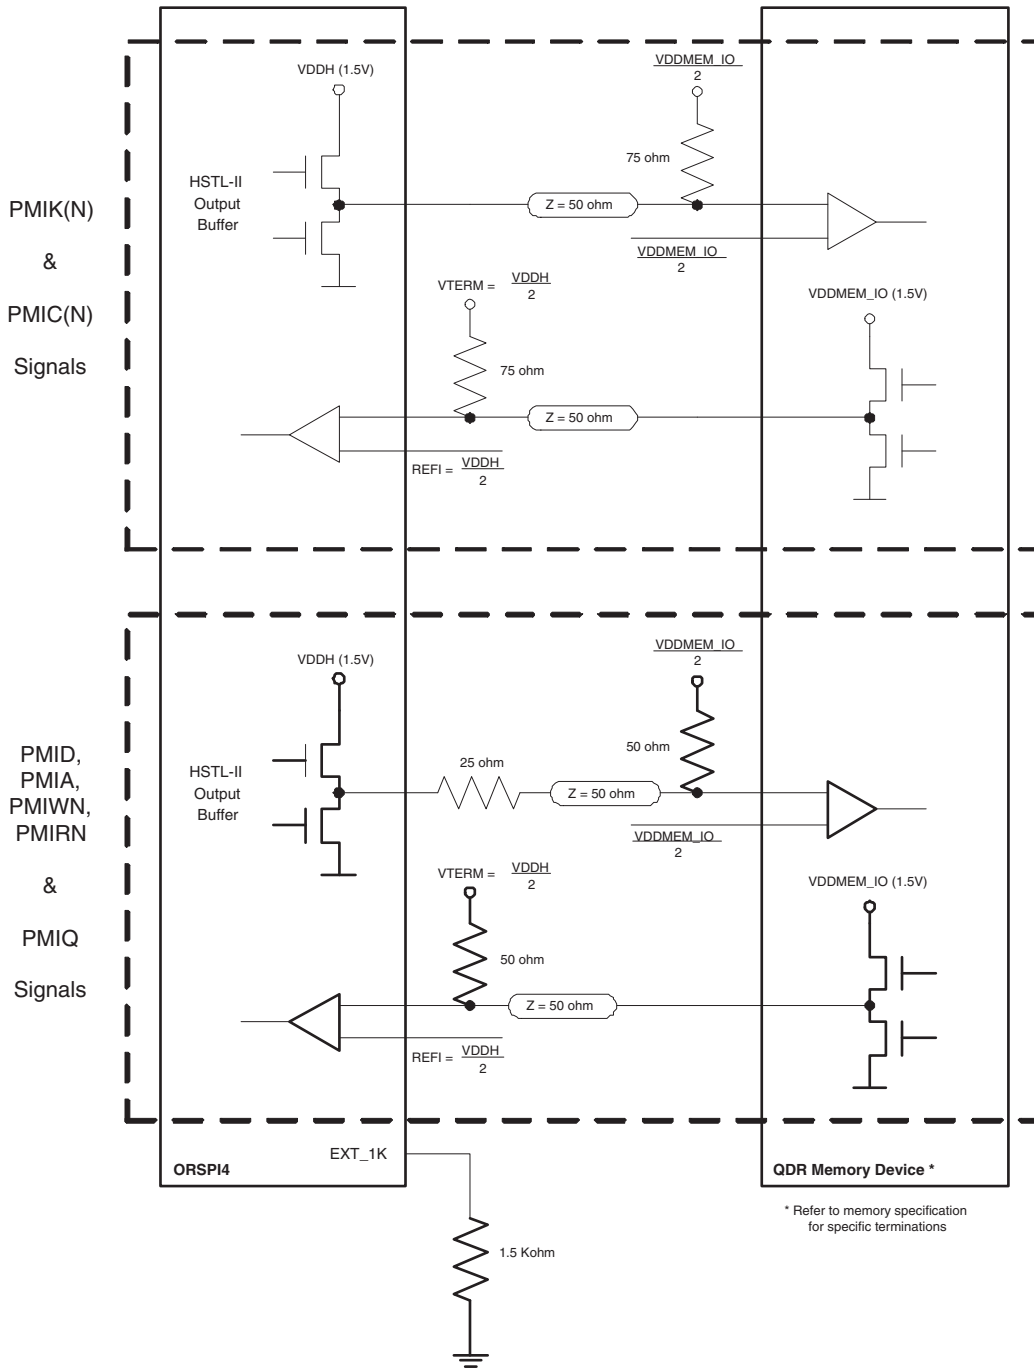 VDDH (1.5V)
VDDMEM_IO
2
75 ohm
HSTL-II
Output
Buffer
Z = 50 ohm
VDDMEM_IO
2
PMIK(N)
&
PMIC(N)
Signals
VTERM = VDDH
2
75 ohm
VDDMEM_IO (1.5V)
Z = 50 ohm
REFI = VDDH
2
VDDH (1.5V)
VDDMEM_IO
2
50 ohm
25 ohm
HSTL-II
Output
Buffer
Z = 50 ohm
VDDMEM_IO
2
PMID,
PMIA,
PMIWN,
PMIRN
&
PMIQ
Signals
VTERM = VDDH
2
50 ohm
VDDMEM_IO (1.5V)
Z = 50 ohm
REFI = VDDH
2
EXT_1K
ORSPI4
QDR Memory Device *
* Refer to memory specification
for specific terminations
1.5 Kohm